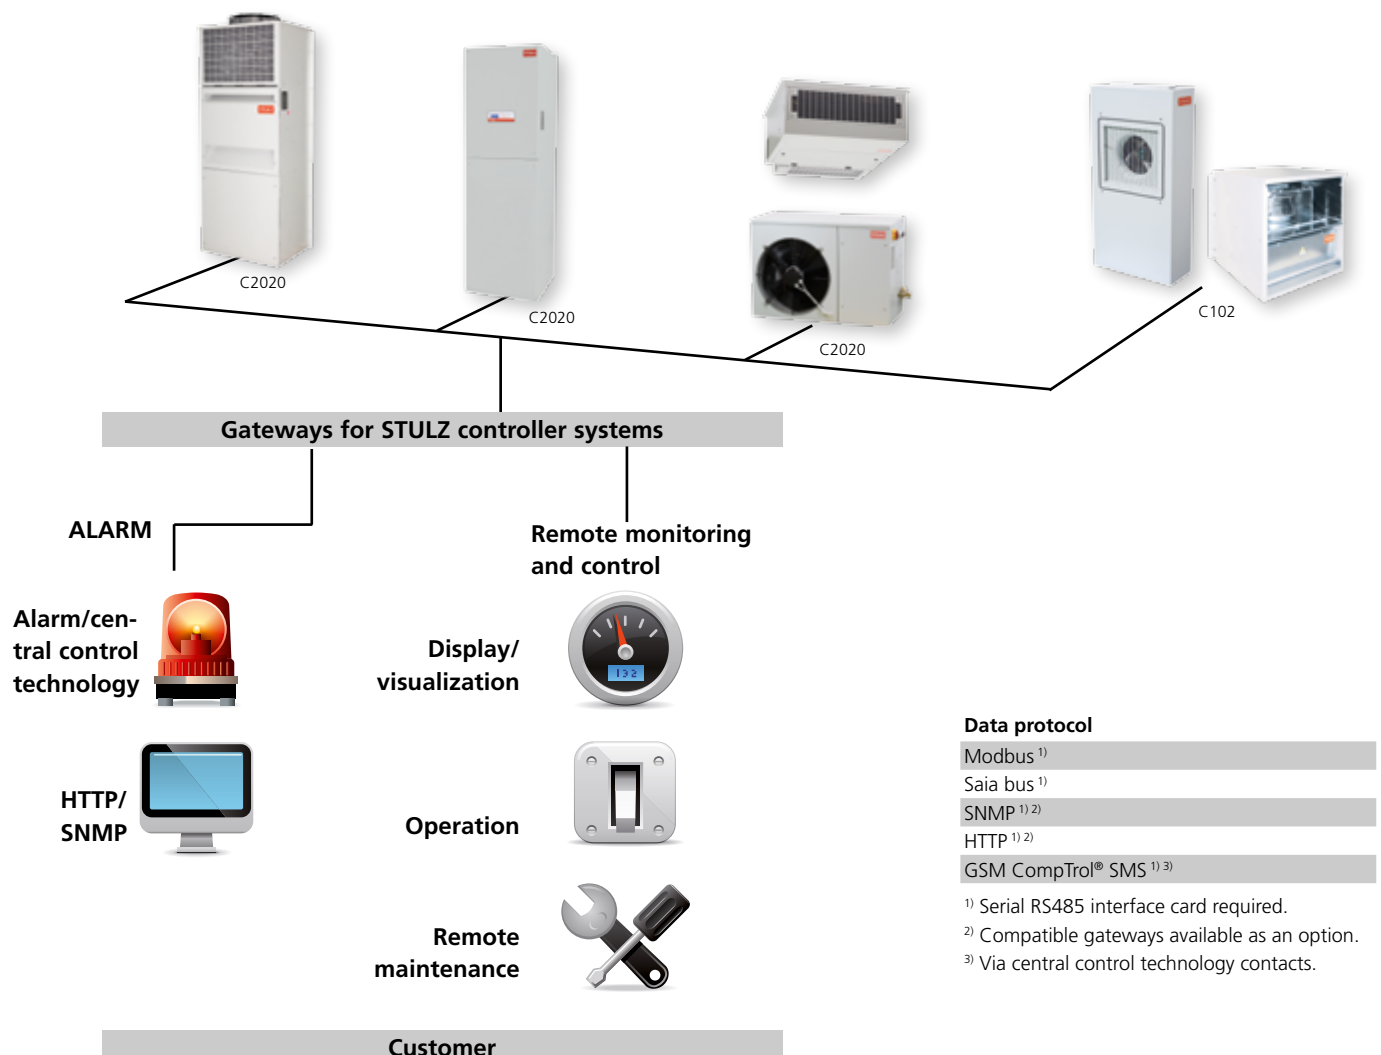 C2020
C2020
C2020
C102
Gateways for STULZ controller systems
ALARM
Remote monitoring
and control
Alarm/cen-
tral control
technology
Display/
visualization
132
HTTP/
SNMP
Operation
Remote
maintenance
Data protocol
Modbus 1)
Saia bus 1)
SNMP 1) 2)
HTTP 1) 2)
GSM CompTrol® SMS 1) 3)
1) Serial RS485 interface card required.
2) Compatible gateways available as an option.
3) Via central control technology contacts.
Customer